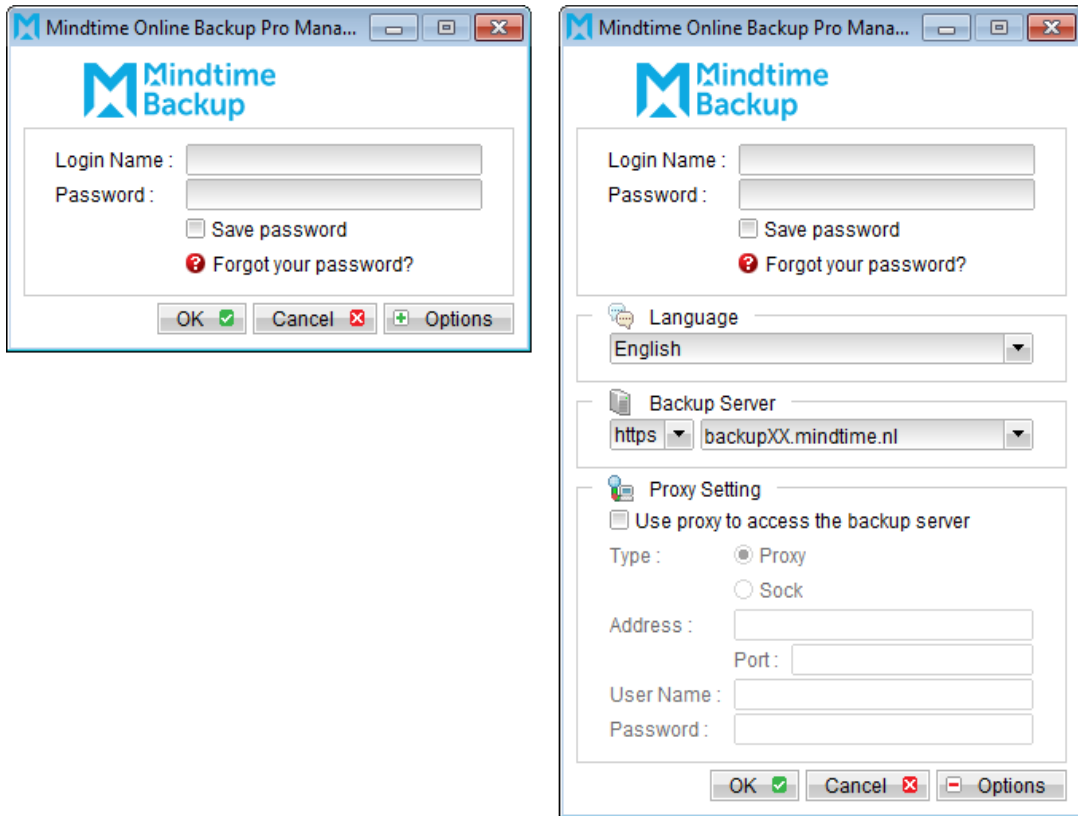 Mindtime Online Backup Pro Mana...
Mindtime
Backup
Login Name :
Password :
Save password
Forgot your password?
OK Cancel Options
Mindtime Online Backup Pro Mana...
Mindtime
Backup
Login Name :
Password :
Save password
Forgot your password?
Language
English
Backup Server
https backupXX.mindtime.nl
Proxy Setting
Use proxy to access the backup server
Type : Proxy
Sock
Address :
Port :
User Name :
Password :
OK Cancel Options